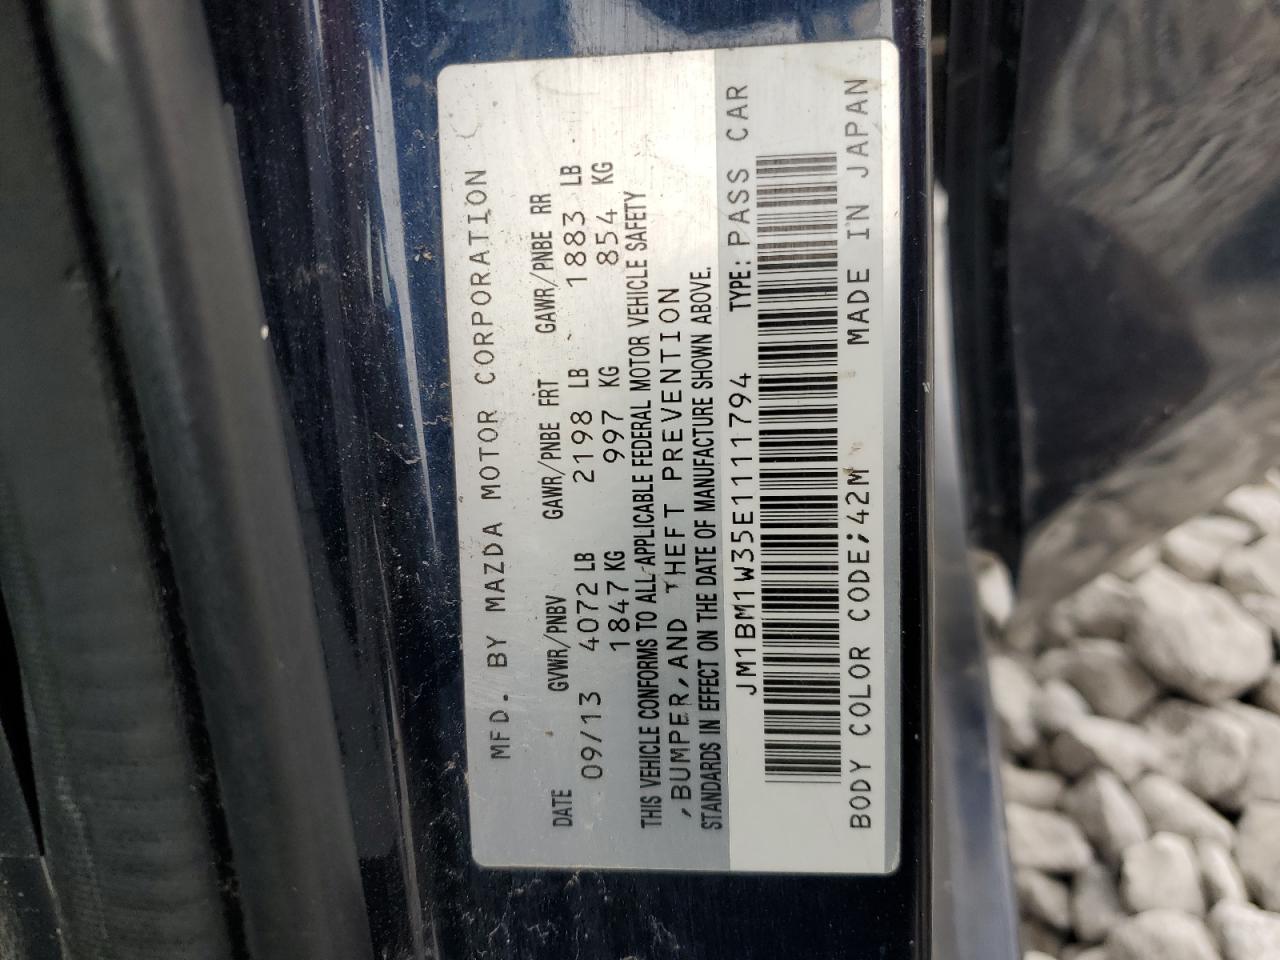 MFD. BY MAZDA MOTOR CORPORATION
DATE GVWR/PNBV GAWR/PNBE FRT GAWR/PNBE RR
09/13 4072 LB 2198 LB 1883 LB
1847 KG 997 KG 854 KG
THIS VEHICLE CONFORMS TO ALL APPLICABLE FEDERAL MOTOR VEHICLE SAFETY
,BUMPER,AND THEFT PREVENTION
STANDARDS IN EFFECT ON THE DATE OF MANUFACTURE SHOWN ABOVE.
JM1BM1W35E1111794 TYPE: PASS CAR
BODY COLOR CODE;42M MADE IN JAPAN